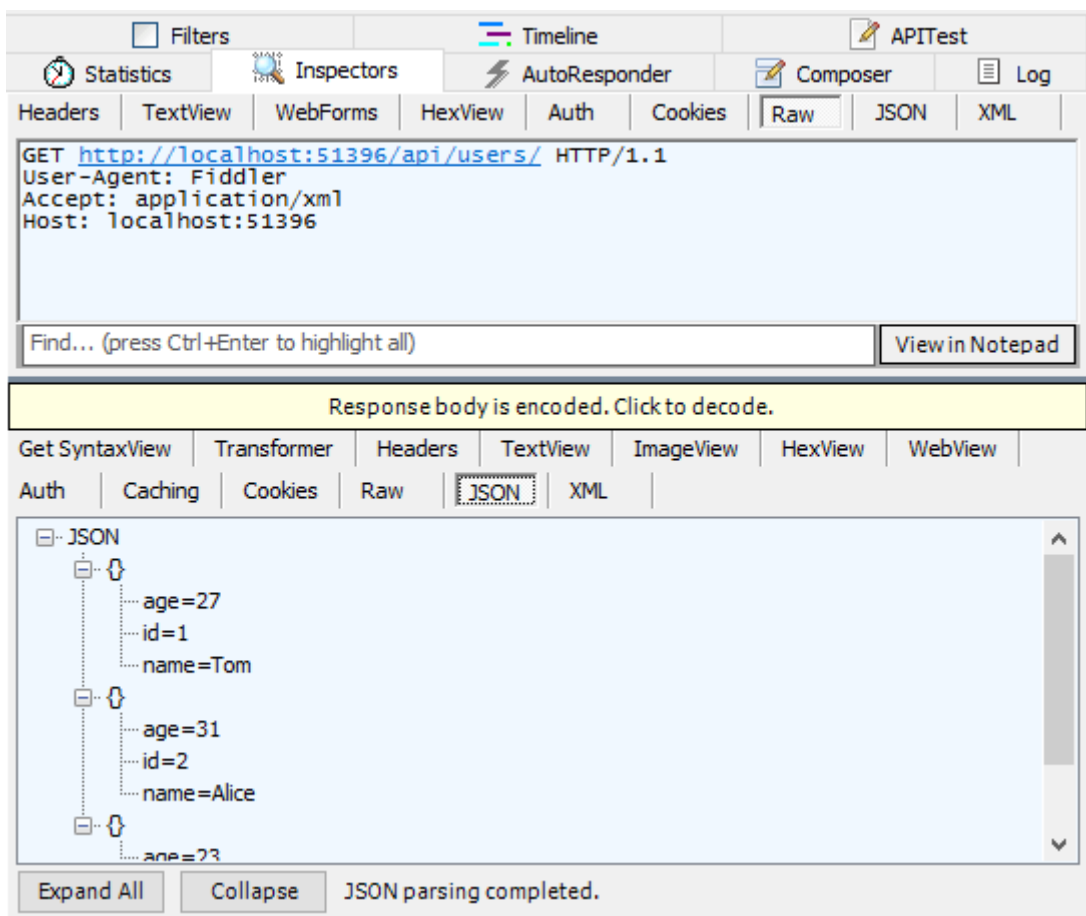 Filters Timeline APITest
Statistics Inspectors AutoResponder Composer Log
Headers TextView WebForms HexView Auth Cookies Raw JSON XML
GET http://localhost:51396/api/users/ HTTP/1.1
User-Agent: Fiddler
Accept: application/xml
Host: localhost:51396
Find... (press Ctrl+Enter to highlight all) View in Notepad
Response body is encoded. Click to decode.
Get SyntaxView Transformer Headers TextView ImageView HexView WebView
Auth Caching Cookies Raw JSON XML
JSON
{}
age=27
id=1
name=Tom
{}
age=31
id=2
name=Alice
{}
age=23
Expand All Collapse JSON parsing completed.